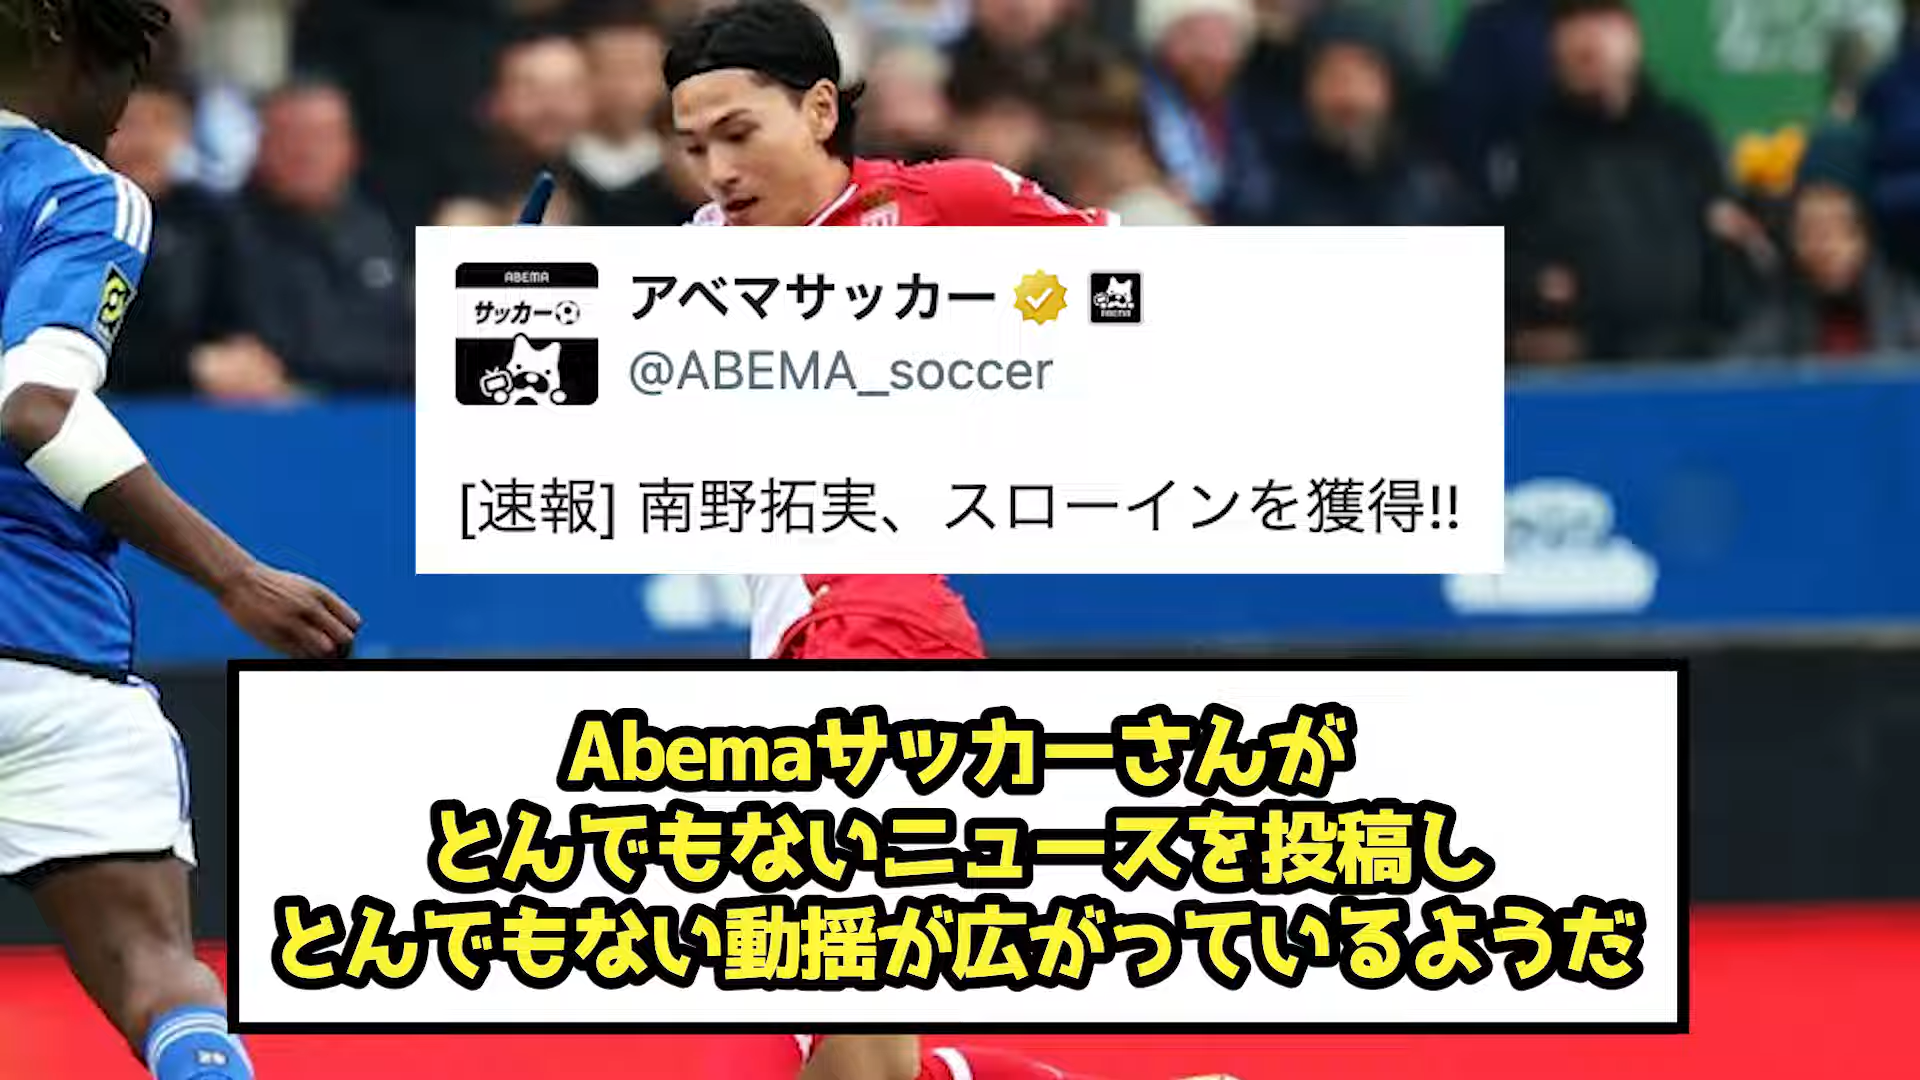 ABEMA
サッカー
アベマサッカー
ABEMA
@ABEMA_soccer
[速報] 南野拓実、スローインを獲得!!
Abemaサッカーさんが
とんでもないニュースを投稿し
とんでもない動揺が広がっているようだ